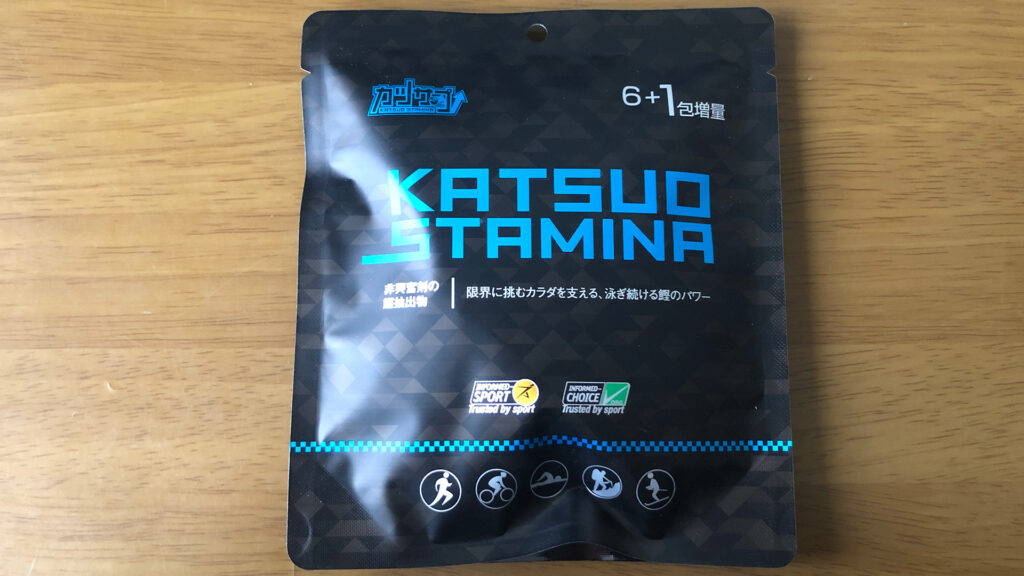 カツサプ
KATSUO STAMINA
6+1包増量
KATSUO
STAMINA
非興奮剤の
鰹抽出物
限界に挑むカラダを支える、泳ぎ続ける鰹のパワー
INFORMED-
SPORT
Trusted by sport
INFORMED-
CHOICE
Trusted by sport